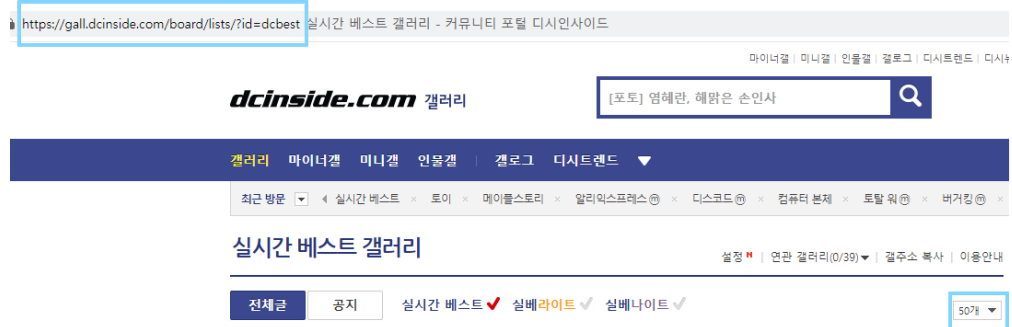 https://gall.dcinside.com/board/lists/?id=dcbest 실시간 베스트 갤러리 - 커뮤니티 포털 디시인사이드
마이너갤 | 미니갤 | 인물갤 | 갤로그 | 디시트렌드 | 디시뉴
dcinside.com 갤러리
[포토] 염혜란, 해맑은 손인사
갤러리 마이너갤 미니갤 인물갤 | 갤로그 디시트렌드 ▼
최근 방문 실시간 베스트 × 토이 × 메이플스토리 × 알리익스프레스ⓜ × 디스코드ⓜ × 컴퓨터 본체 × 토탈 워ⓜ × 버거킹ⓜ ×
실시간 베스트 갤러리
설정 N | 연관 갤러리(0/39) | 갤주소 복사 | 이용안내
전체글 공지 실시간 베스트 실베라이트 실베나이트
50개